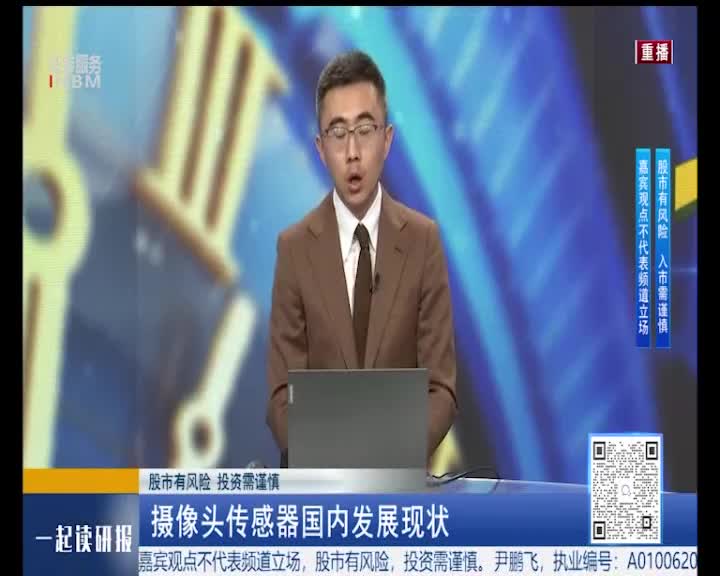 重播
股市有风险 入市需谨慎
嘉宾观点不代表频道立场
股市有风险 投资需谨慎
摄像头传感器国内发展现状
一起读研报
嘉宾观点不代表频道立场，股市有风险，投资需谨慎。尹鹏飞，执业编号：A0100620